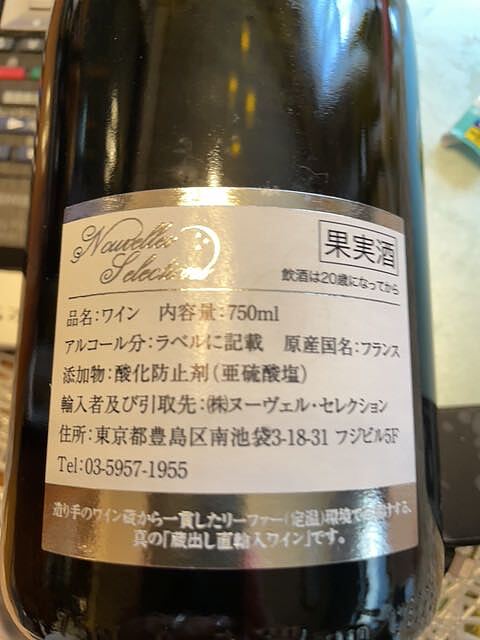 Nouvelles
Selections
果実酒
飲酒は20歳になってから
品名:ワイン 内容量:750ml
アルコール分:ラベルに記載 原産国名:フランス
添加物:酸化防止剤(亜硫酸塩)
輸入者及び引取先:㈱ヌーヴェル・セレクション
住所:東京都豊島区南池袋3-18-31 フジビル5F
Tel:03-5957-1955
造り手のワイン蔵から一貫したリーファー(定温)環境で
真の「蔵出し直輸入ワイン」です。